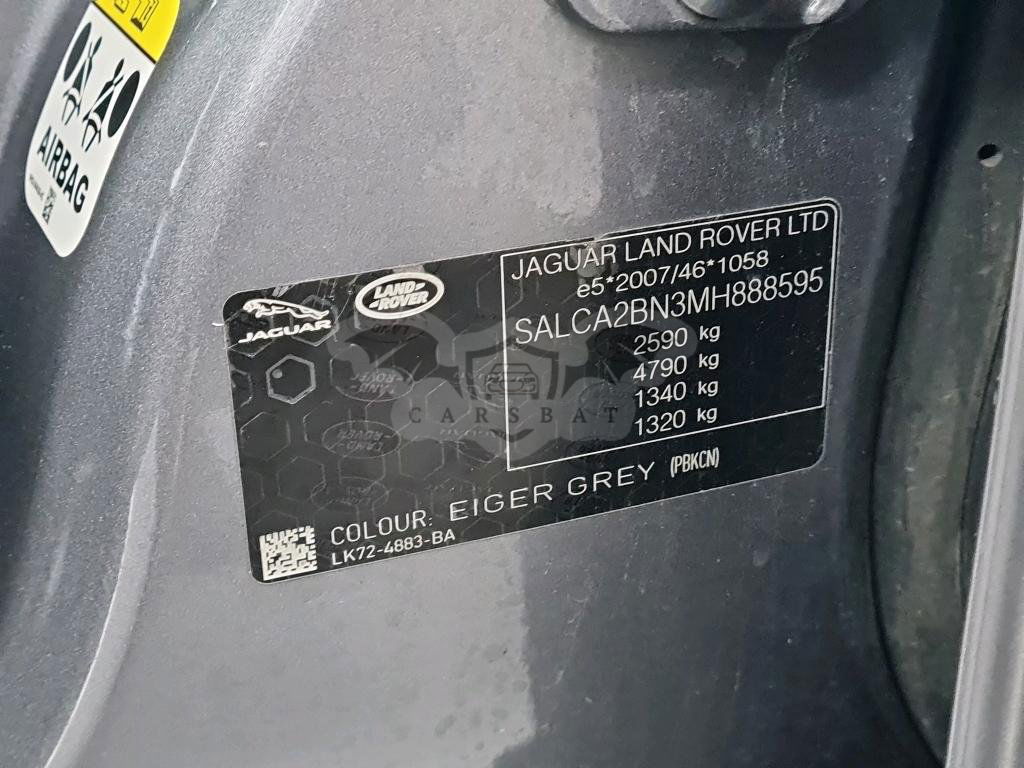 AIRBAG
JAGUAR
LAND-
ROVER
JAGUAR LAND ROVER LTD
e5*2007/46*1058
SALCA2BN3MH888595
2590 kg
4790 kg
1340 kg
1320 kg
CARSBAT
COLOUR: EIGER GREY (PBKCN)
LK72-4883-BA